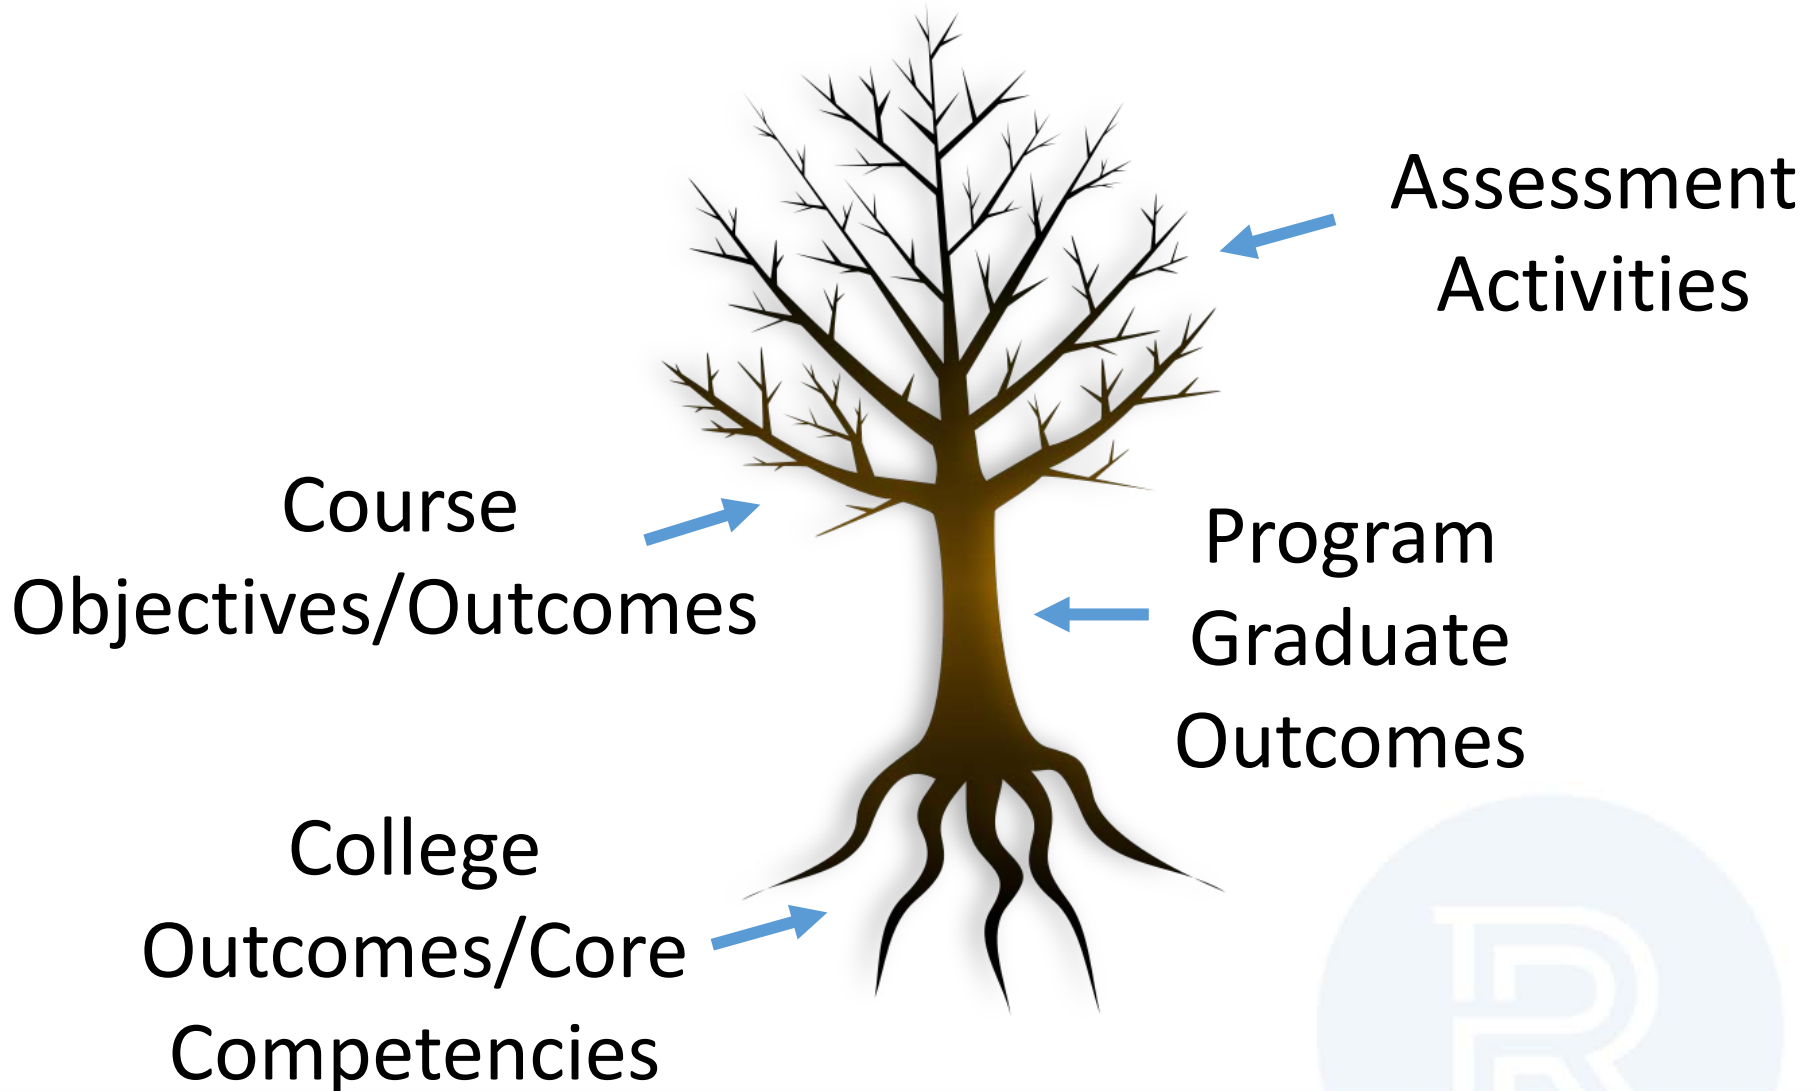 Assessment
Activities
Course
Objectives/Outcomes
Program
Graduate
Outcomes
College
Outcomes/Core
Competencies